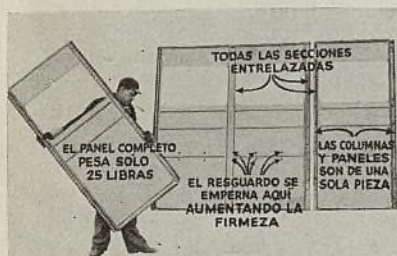 TODAS LAS SECCIONES
ENTRELAZADAS
EL PANEL COMPLETO
PESA SOLO
25 LIBRAS
LAS COLUMNAS
Y PANELES
SON DE UNA
SOLA PIEZA
EL RESGUARDO SE
EMPERNA AQUÍ
AUMENTANDO LA
FIRMEZA